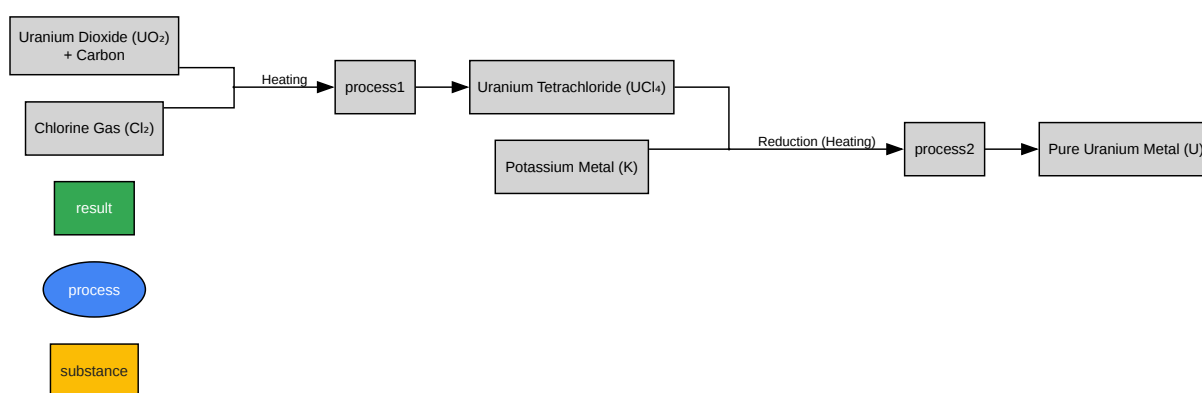 Uranium Dioxide (UO₂)
+ Carbon
Chlorine Gas (Cl₂)
Heating
process1
Uranium Tetrachloride (UCl₄)
Potassium Metal (K)
Reduction (Heating)
process2
Pure Uranium Metal (U)
result
process
substance